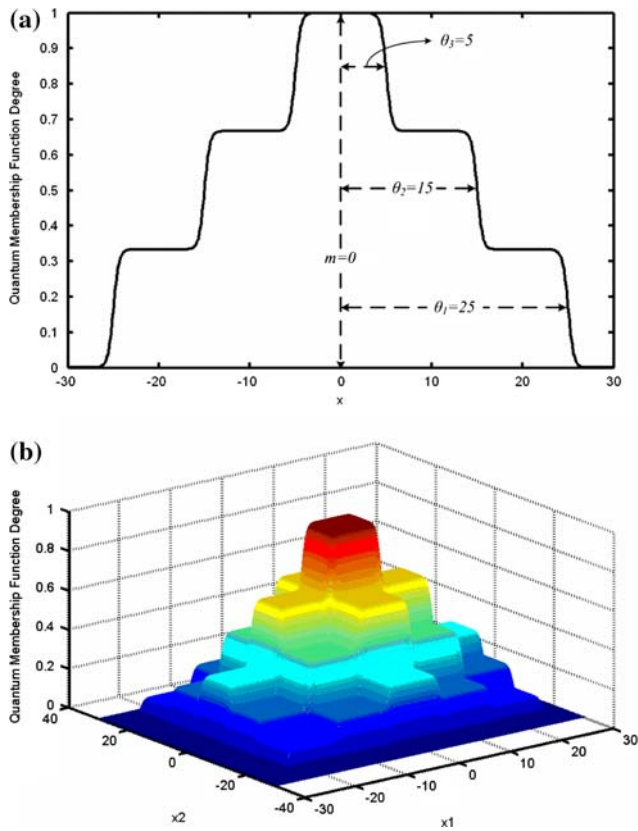 (a)
Quantum Membership Function Degree
1
0.9
0.8
0.7
0.6
0.5
0.4
0.3
0.2
0.1
0
θ3=5
θ2=15
m=0
θ1=25
-30 -20 -10 0 10 20 30
x
(b)
Quantum Membership Function Degree
1
0.8
0.6
0.4
0.2
0
40 20 0 -20 -40
x2
-30 -20 -10 0 10 20 30
x1